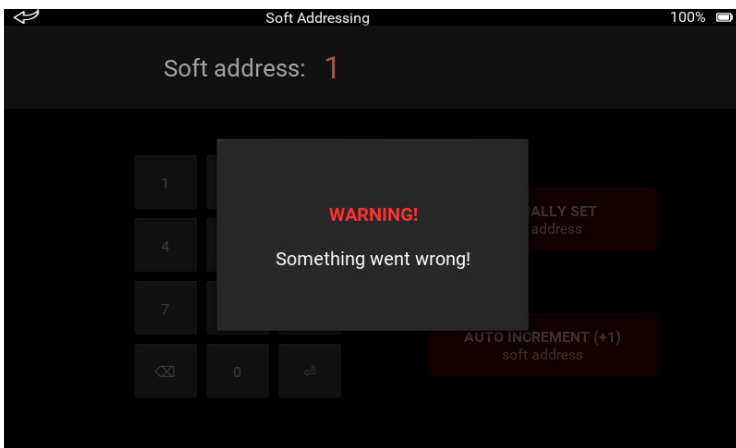 Soft Addressing
100%
Soft address: 1
1
4
7
0
WARNING!
Something went wrong!
ALLY SET
address
AUTO INCREMENT (+1)
soft address